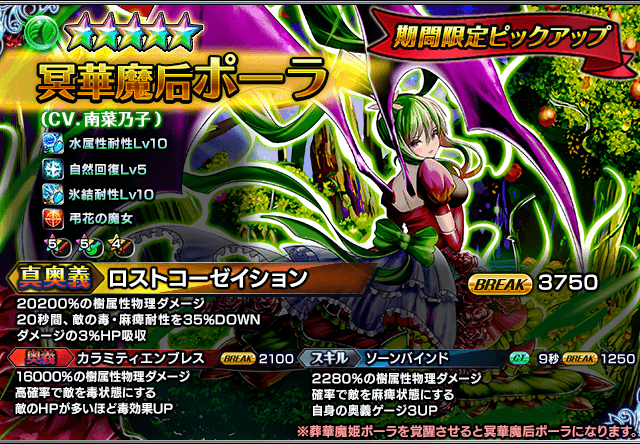 期間限定ピックアップ
冥華魔后ポーラ
(CV.南菜乃子)
水属性耐性Lv10
自然回復Lv5
氷結耐性Lv10
弔花の魔女
5 5 4
真奥義 ロストコーゼイション BREAK 3750
20200%の樹属性物理ダメージ
20秒間、敵の毒・麻痺耐性を35%DOWN
ダメージの3%HP吸収
奥義 カラミティエンブレス BREAK 2100
16000%の樹属性物理ダメージ
高確率で敵を毒状態にする
敵のHPが多いほど毒効果UP
スキル ソーンバインド CT 9秒 BREAK 1250
2280%の樹属性物理ダメージ
確率で敵を麻痺状態にする
自身の奥義ゲージ3UP
※葬華魔姫ポーラを覚醒させると冥華魔后ポーラになります。